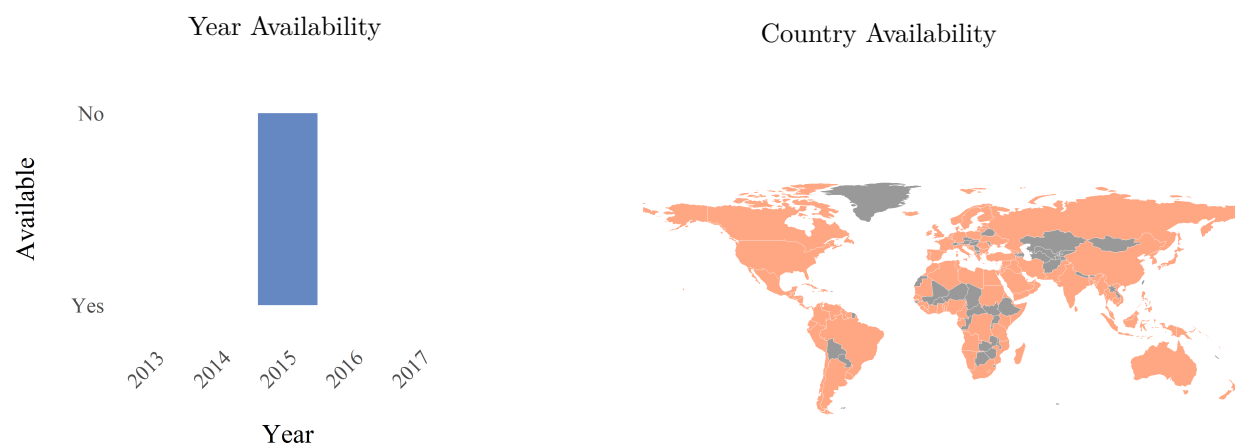 Year Availability
Country Availability
No
Available
Yes
2013
2014
2015
2016
2017
Year